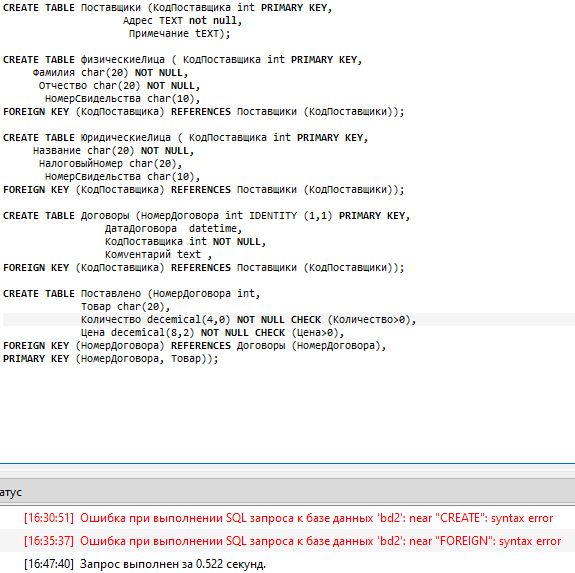 CREATE TABLE Поставщики (КодПоставщика int PRIMARY KEY,
Адрес TEXT not null,
Примечание tEXT);
CREATE TABLE физическиеЛица ( КодПоставщика int PRIMARY KEY,
Фамилия char(20) NOT NULL,
Отчество char(20) NOT NULL,
НомерСвидельства char(10),
FOREIGN KEY (КодПоставщика) REFERENCES Поставщики (КодПоставщики));
CREATE TABLE ЮридическиеЛица ( КодПоставщика int PRIMARY KEY,
Название char(20) NOT NULL,
НалоговыйНомер char(20),
НомерСвидельства char(10),
FOREIGN KEY (КодПоставщика) REFERENCES Поставщики (КодПоставщики));
CREATE TABLE Договоры (НомерДоговора int IDENTITY (1,1) PRIMARY KEY,
ДатаДоговора datetime,
КодПоставщика int NOT NULL,
Комментарий text ,
FOREIGN KEY (КодПоставщика) REFERENCES Поставщики (КодПоставщики));
CREATE TABLE Поставлено (НомерДоговора int,
Товар char(20),
Количество decemical(4,0) NOT NULL CHECK (Количество>0),
Цена decemical(8,2) NOT NULL CHECK (Цена>0),
FOREIGN KEY (НомерДоговора) REFERENCES Договоры (НомерДоговора),
PRIMARY KEY (НомерДоговора, Товар));
атус
[16:30:51] Ошибка при выполнении SQL запроса к базе данных 'bd2': near "CREATE": syntax error
[16:35:37] Ошибка при выполнении SQL запроса к базе данных 'bd2': near "FOREIGN": syntax error
[16:47:40] Запрос выполнен за 0.522 секунд.